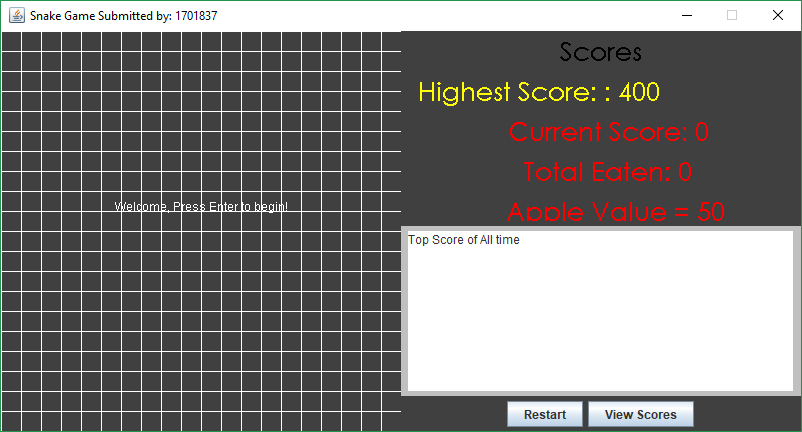 Snake Game Submitted by: 1701837
Welcome, Press Enter to begin!
Scores
Highest Score: : 400
Current Score: 0
Total Eaten: 0
Apple Value = 50
Top Score of All time
Restart
View Scores